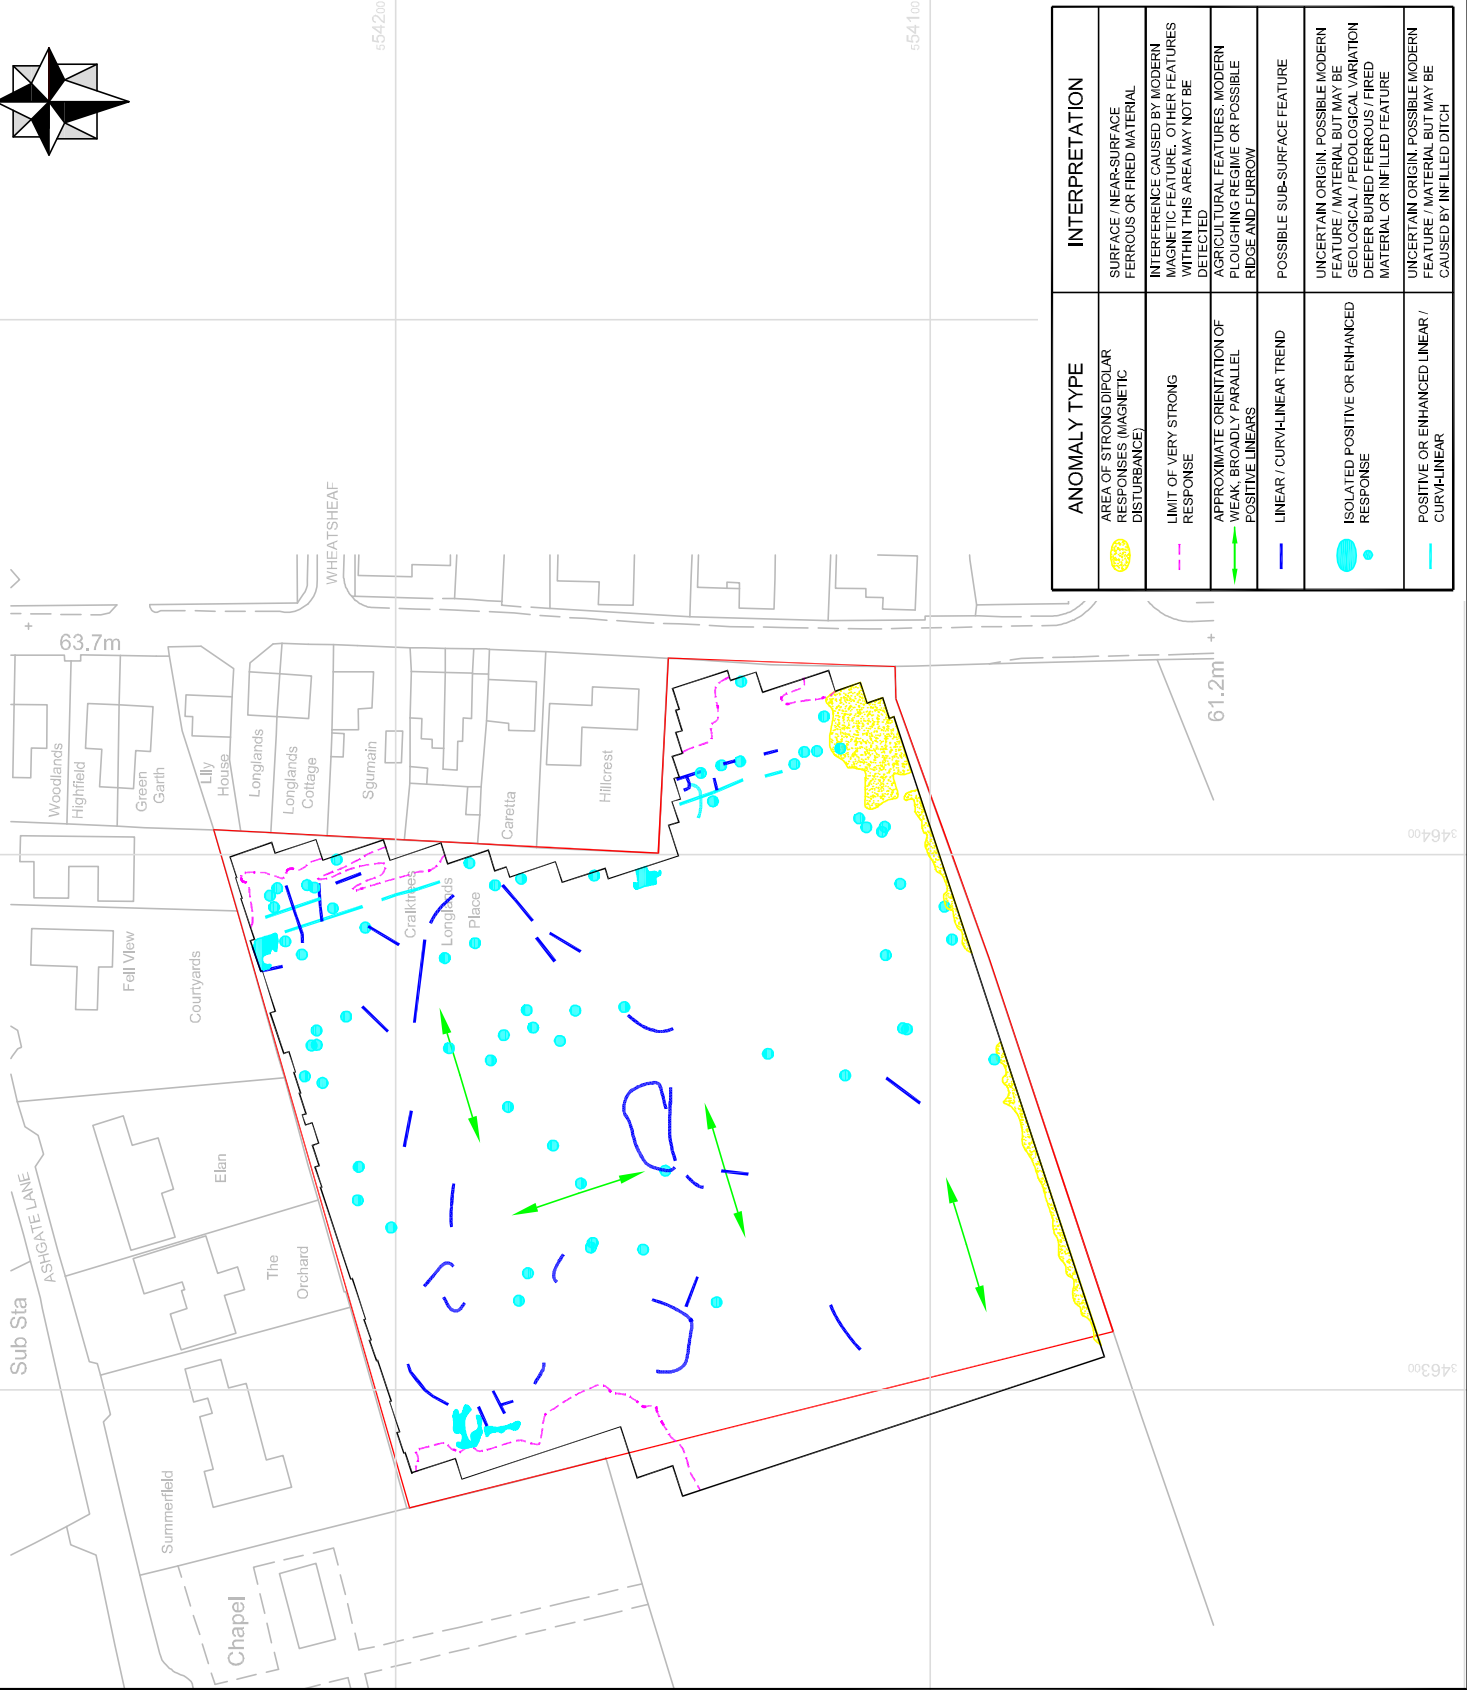 ANOMALY TYPE
INTERPRETATION
AREA OF STRONG DIPOLAR
RESPONSES (MAGNETIC
DISTURBANCE)
SURFACE / NEAR-SURFACE
FERROUS OR FIRED MATERIAL
LIMIT OF VERY STRONG
RESPONSE
INTERFERENCE CAUSED BY MODERN
MAGNETIC FEATURE. OTHER FEATURES
WITHIN THIS AREA MAY NOT BE
DETECTED
APPROXIMATE ORIENTATION OF
WEAK, BROADLY PARALLEL
POSITIVE LINEARS
AGRICULTURAL FEATURES. MODERN
PLOUGHING REGIME OR POSSIBLE
RIDGE AND FURROW
LINEAR / CURVI-LINEAR TREND
POSSIBLE SUB-SURFACE FEATURE
ISOLATED POSITIVE OR ENHANCED
RESPONSE
UNCERTAIN ORIGIN. POSSIBLE MODERN
FEATURE / MATERIAL BUT MAY BE
GEOLOGICAL / PEDOLOGICAL VARIATION
DEEPER BURIED FERROUS / FIRED
MATERIAL OR INFILLED FEATURE
POSITIVE OR ENHANCED LINEAR /
CURVI-LINEAR
UNCERTAIN ORIGIN. POSSIBLE MODERN
FEATURE / MATERIAL BUT MAY BE
CAUSED BY INFILLED DITCH
554200
554100
WHEATSHEAF
63.7m
61.2m
Woodlands
Highfield
Green
Garth
Lily
House
Longlands
Longlands
Cottage
Sgumain
Caretta
Hillcrest
346400
Craiktrees
Longlands
Place
Fell View
Courtyards
Elan
ASHGATE LANE
The
Orchard
Sub Sta
346300
Summerfield
Chapel